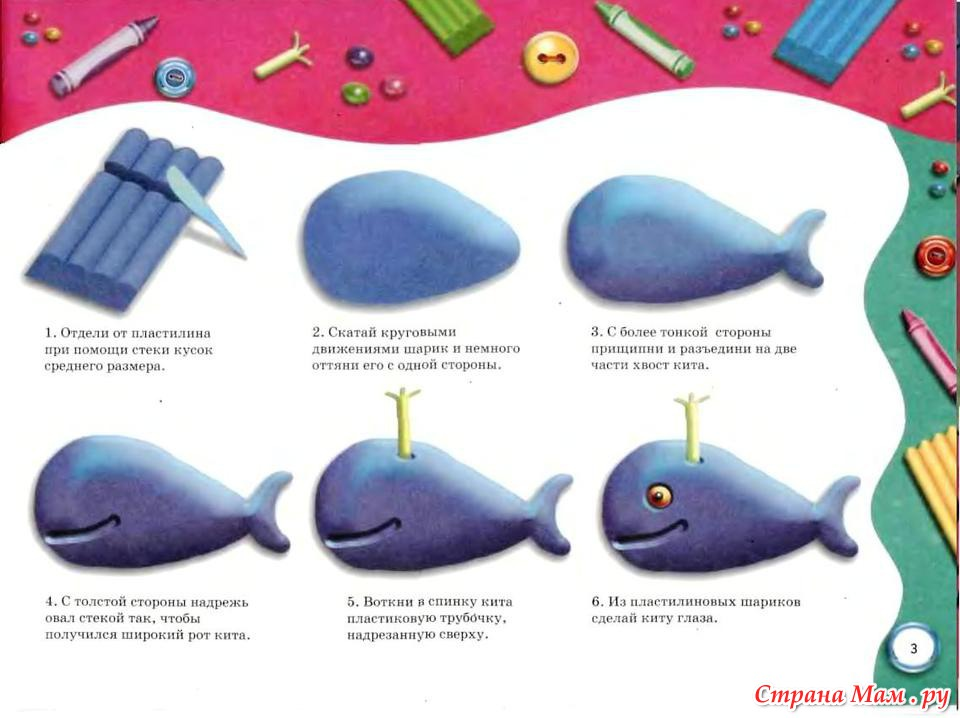 1. Отдели от пластилина
при помощи стеки кусок
среднего размера.
2. Скатай круговыми
движениями шарик и немного
оттяни его с одной стороны.
3. С более тонкой стороны
прищипни и разъедини на две
части хвост кита.
4. С толстой стороны надрежь
овал стекой так, чтобы
получился широкий рот кита.
5. Воткни в спинку кита
пластиковую трубочку,
надрезанную сверху.
6. Из пластилиновых шариков
сделай киту глаза.
3
Страна Мам.ру